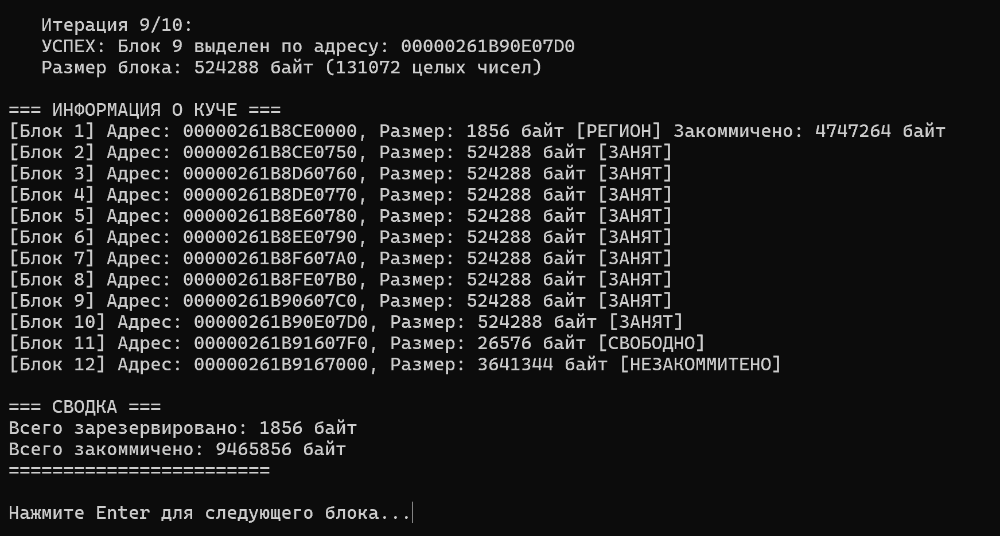 Итерация 9/10:
УСПЕХ: Блок 9 выделен по адресу: 00000261B90E07D0
Размер блока: 524288 байт (131072 целых чисел)
=== ИНФОРМАЦИЯ О КУЧЕ ===
[Блок 1] Адрес: 00000261B8CE0000, Размер: 1856 байт [РЕГИОН] Закоммичено: 4747264 байт
[Блок 2] Адрес: 00000261B8CE0750, Размер: 524288 байт [ЗАНЯТ]
[Блок 3] Адрес: 00000261B8D60760, Размер: 524288 байт [ЗАНЯТ]
[Блок 4] Адрес: 00000261B8DE0770, Размер: 524288 байт [ЗАНЯТ]
[Блок 5] Адрес: 00000261B8E60780, Размер: 524288 байт [ЗАНЯТ]
[Блок 6] Адрес: 00000261B8EE0790, Размер: 524288 байт [ЗАНЯТ]
[Блок 7] Адрес: 00000261B8F607A0, Размер: 524288 байт [ЗАНЯТ]
[Блок 8] Адрес: 00000261B8FE07B0, Размер: 524288 байт [ЗАНЯТ]
[Блок 9] Адрес: 00000261B90607C0, Размер: 524288 байт [ЗАНЯТ]
[Блок 10] Адрес: 00000261B90E07D0, Размер: 524288 байт [ЗАНЯТ]
[Блок 11] Адрес: 00000261B91607F0, Размер: 26576 байт [СВОБОДНО]
[Блок 12] Адрес: 00000261B9167000, Размер: 3641344 байт [НЕЗАКОММИТЕНО]
=== СВОДКА ===
Всего зарезервировано: 1856 байт
Всего закоммичено: 9465856 байт
========================
Нажмите Enter для следующего блока...